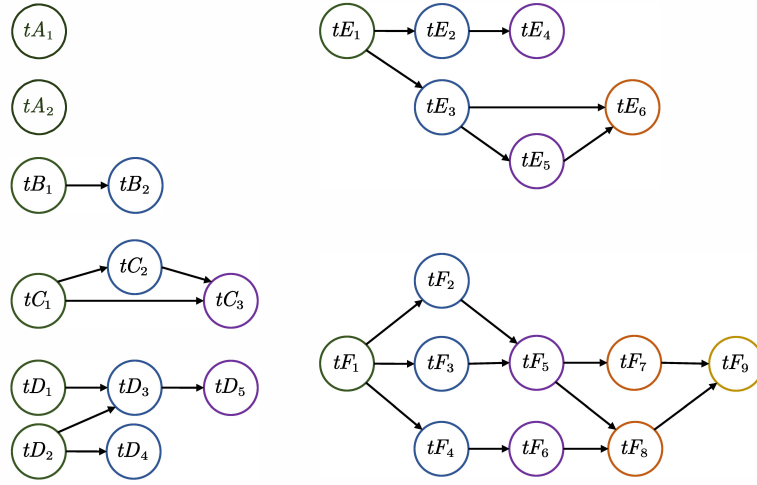 tA₁
tA₂
tB₁ tB₂
tC₁ tC₂ tC₃
tD₁ tD₃ tD₅
tD₂ tD₄
tE₁ tE₂ tE₄
tE₃ tE₆
tE₅
tF₂
tF₁ tF₃ tF₅ tF₇ tF₉
tF₄ tF₆ tF₈